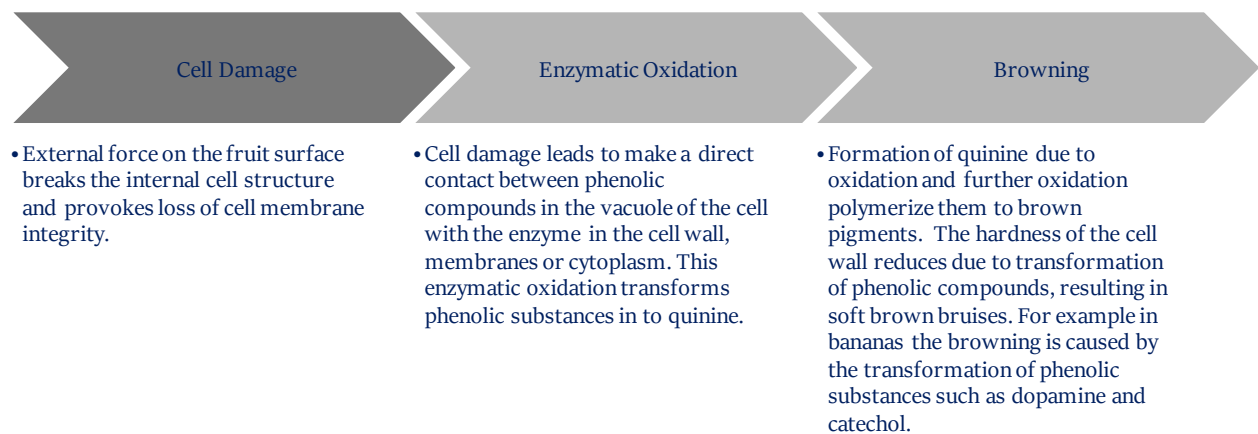 Cell Damage
Enzymatic Oxidation
Browning
• External force on the fruit surface
breaks the internal cell structure
and provokes loss of cell membrane
integrity.
• Cell damage leads to make a direct
contact between phenolic
compounds in the vacuole of the cell
with the enzyme in the cell wall,
membranes or cytoplasm. This
enzymatic oxidation transforms
phenolic substances in to quinine.
• Formation of quinine due to
oxidation and further oxidation
polymerize them to brown
pigments. The hardness of the cell
wall reduces due to transformation
of phenolic compounds, resulting in
soft brown bruises. For example in
bananas the browning is caused by
the transformation of phenolic
substances such as dopamine and
catechol.